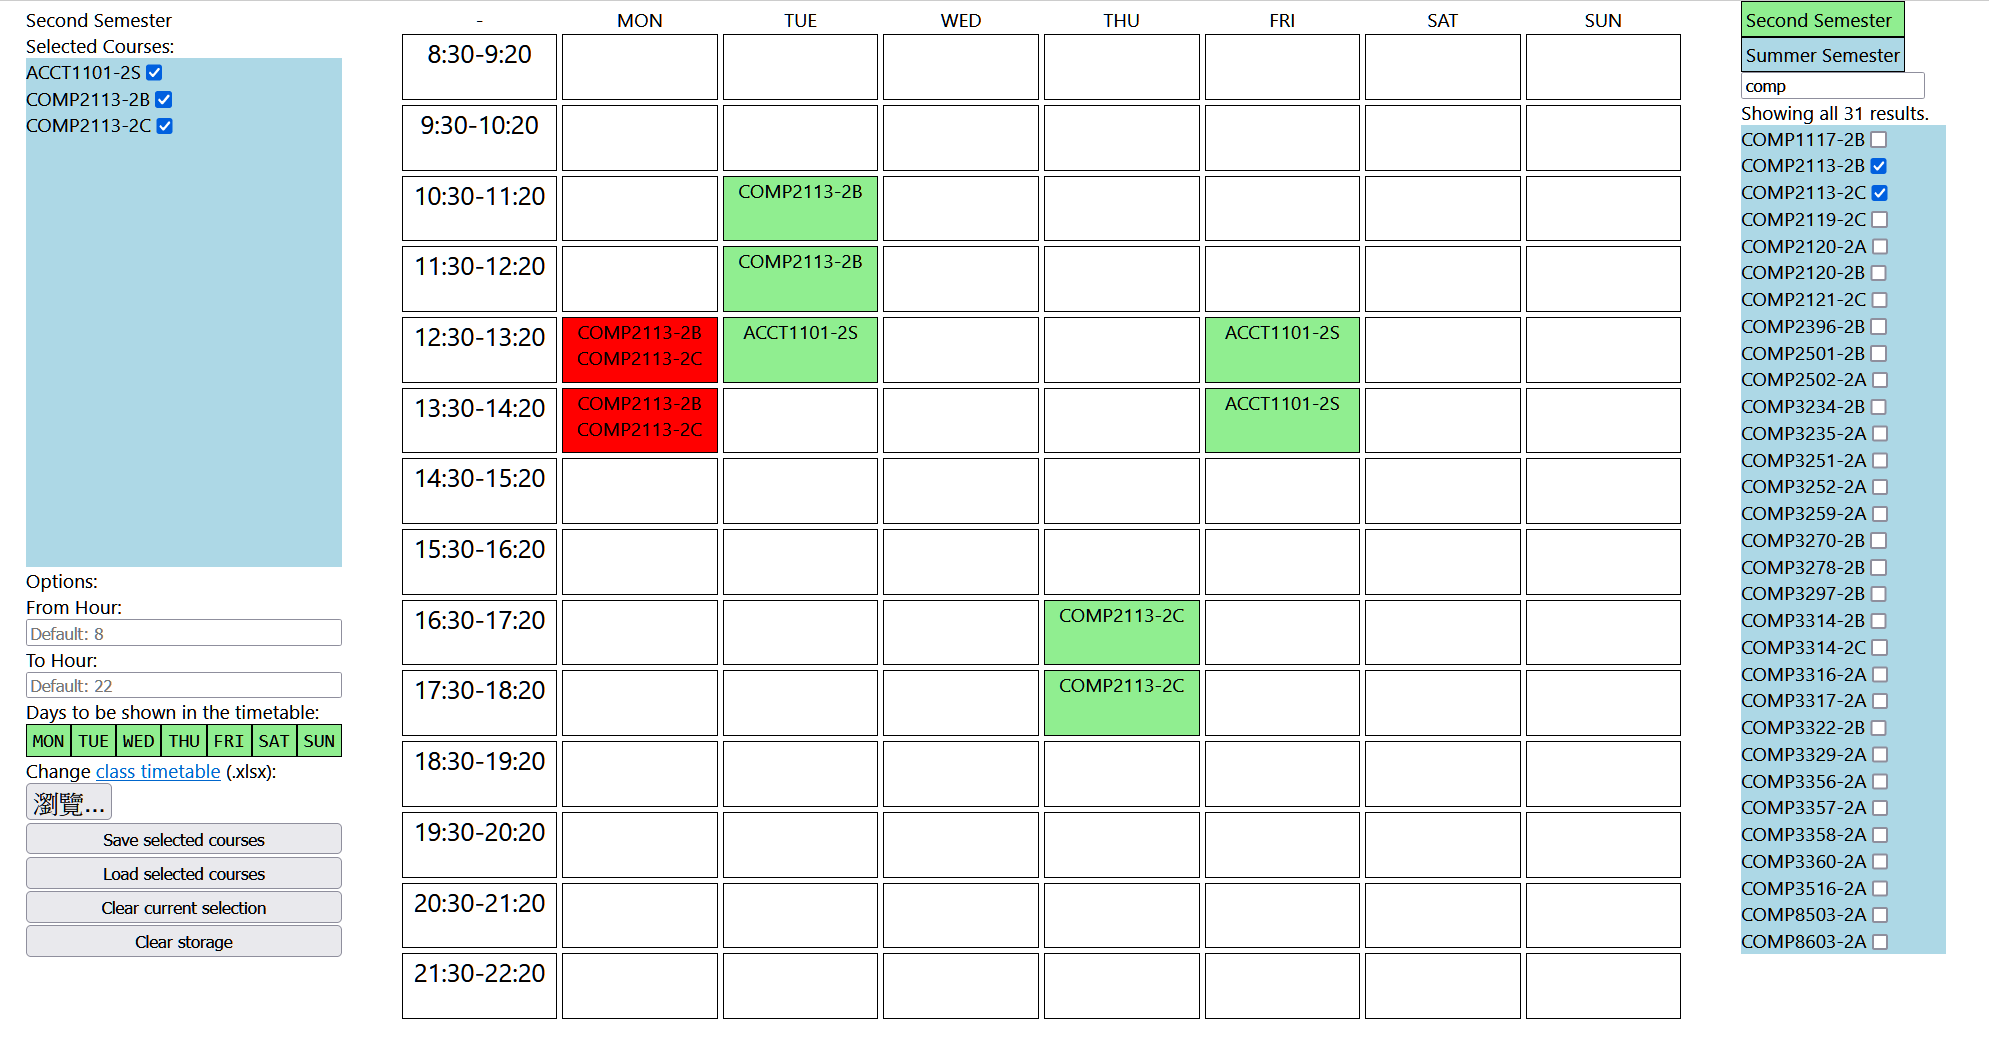 Second Semester
Selected Courses:
ACCT1101-2S
COMP2113-2B
COMP2113-2C
Options:
From Hour:
Default: 8
To Hour:
Default: 22
Days to be shown in the timetable:
MON TUE WED THU FRI SAT SUN
Change class timetable (.xlsx):
瀏覽...
Save selected courses
Load selected courses
Clear current selection
Clear storage
- MON TUE WED THU FRI SAT SUN
8:30-9:20
9:30-10:20
10:30-11:20 COMP2113-2B
11:30-12:20 COMP2113-2B
12:30-13:20 COMP2113-2B ACCT1101-2S ACCT1101-2S
COMP2113-2C
13:30-14:20 COMP2113-2B ACCT1101-2S
COMP2113-2C
14:30-15:20
15:30-16:20
16:30-17:20 COMP2113-2C
17:30-18:20 COMP2113-2C
18:30-19:20
19:30-20:20
20:30-21:20
21:30-22:20
Second Semester
Summer Semester
comp
Showing all 31 results.
COMP1117-2B
COMP2113-2B
COMP2113-2C
COMP2119-2C
COMP2120-2A
COMP2120-2B
COMP2121-2C
COMP2396-2B
COMP2501-2B
COMP2502-2A
COMP3234-2B
COMP3235-2A
COMP3251-2A
COMP3252-2A
COMP3259-2A
COMP3270-2B
COMP3278-2B
COMP3297-2B
COMP3314-2B
COMP3314-2C
COMP3316-2A
COMP3317-2A
COMP3322-2B
COMP3329-2A
COMP3356-2A
COMP3357-2A
COMP3358-2A
COMP3360-2A
COMP3516-2A
COMP8503-2A
COMP8603-2A